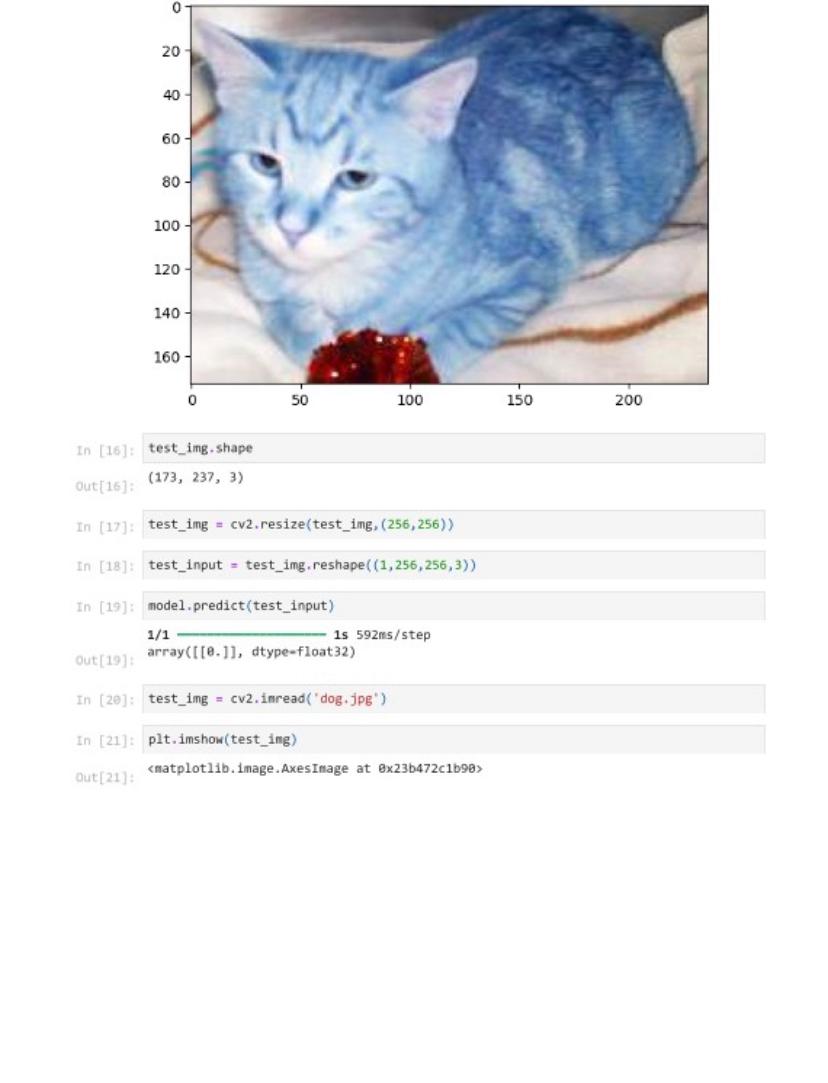 0
20
40
60
80
100
120
140
160
0 50 100 150 200
In [16]: test_img.shape
Out[16]: (173, 237, 3)
In [17]: test_img = cv2.resize(test_img,(256,256))
In [18]: test_input = test_img.reshape((1,256,256,3))
In [19]: model.predict(test_input)
1/1 ━━━━━━━━━━━━━━━━━━━━ 1s 592ms/step
Out[19]: array([[0.]], dtype=float32)
In [20]: test_img = cv2.imread('dog.jpg')
In [21]: plt.imshow(test_img)
Out[21]: <matplotlib.image.AxesImage at 0x23b472c1b90>